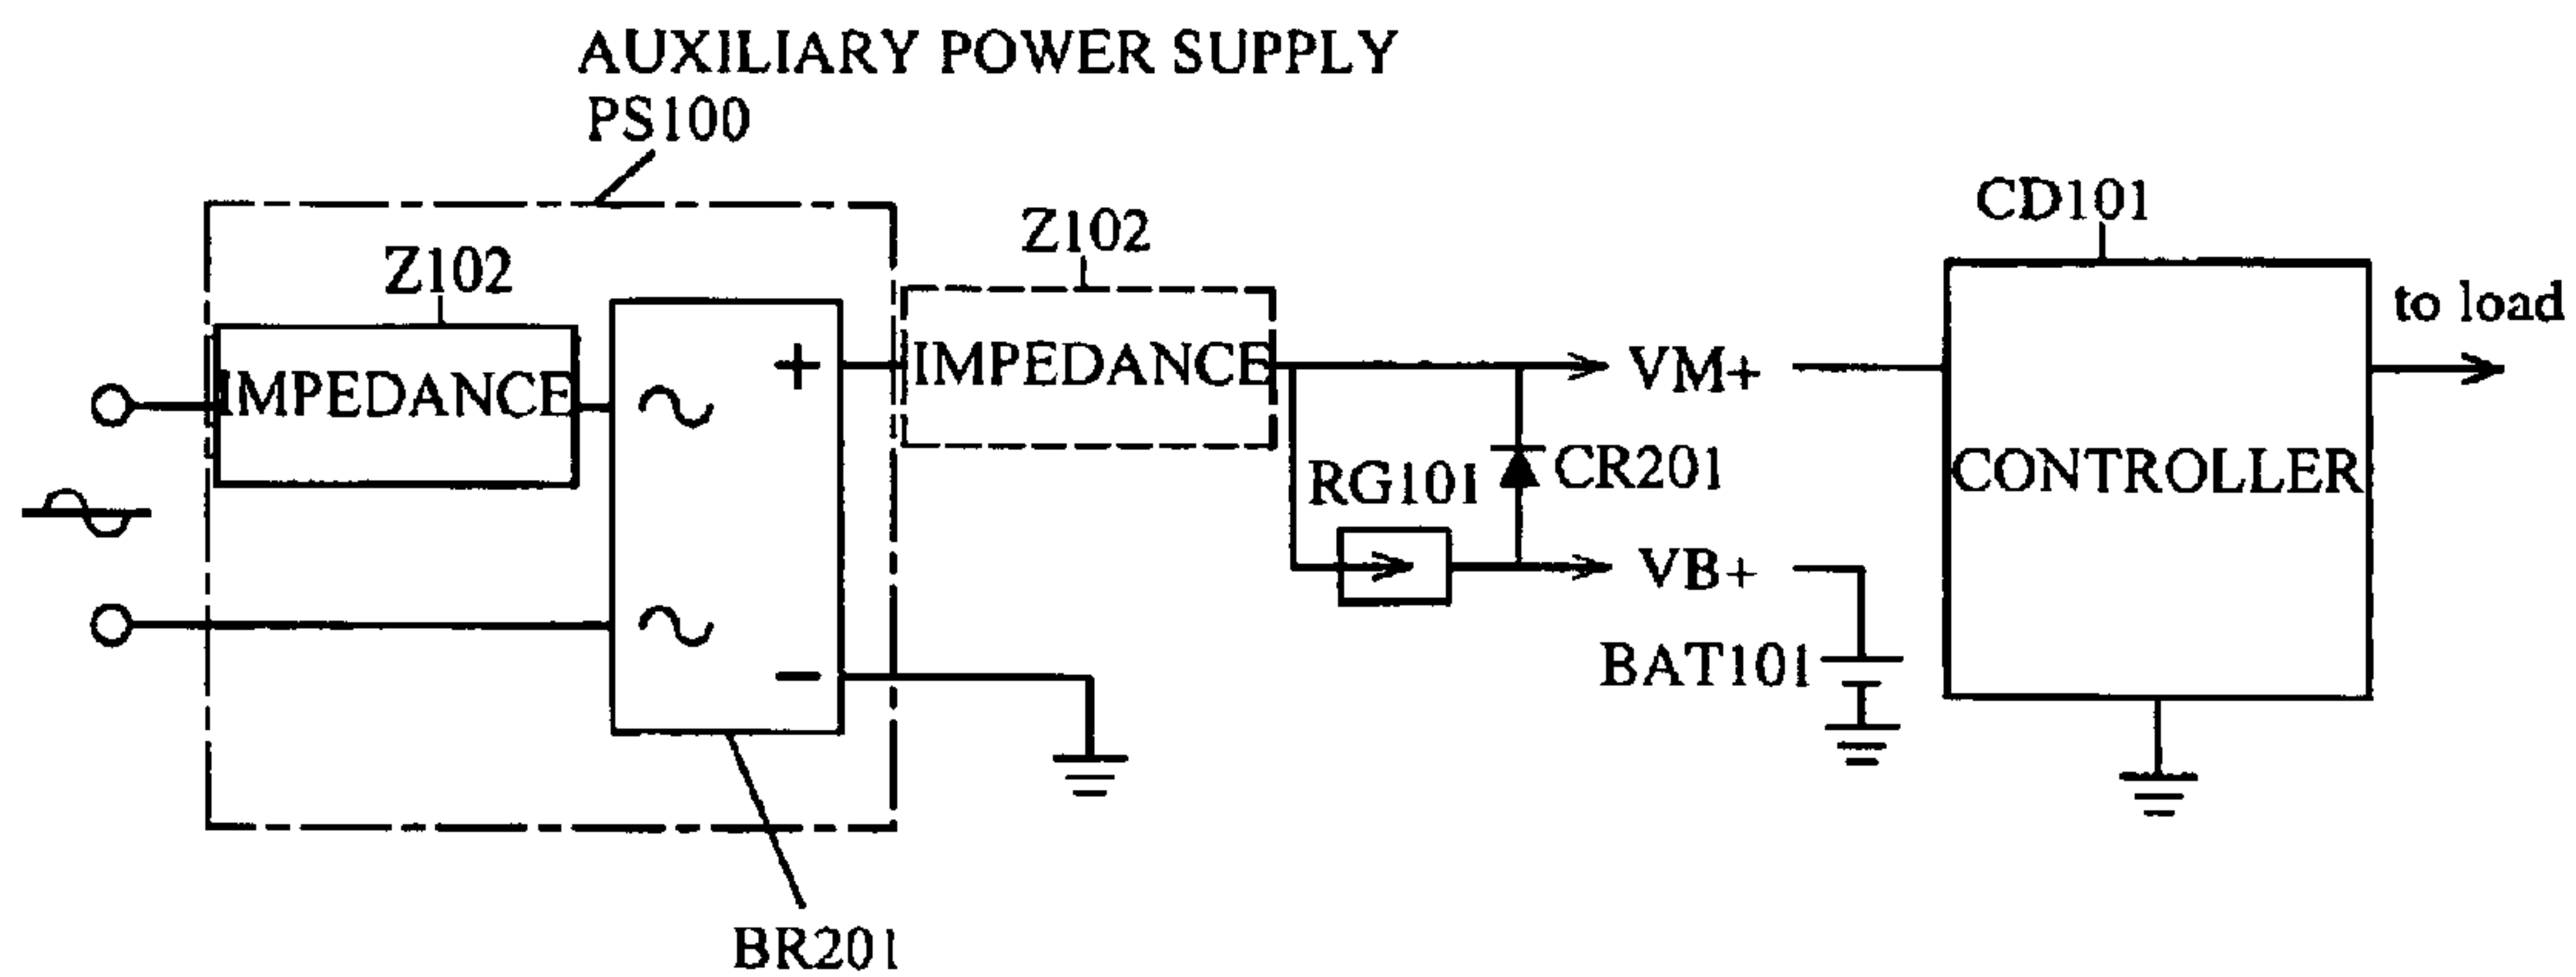 AUXILIARY POWER SUPPLY
PS100
Z102
IMPEDANCE
+
−
BR201
Z102
IMPEDANCE
RG101
CR201
VM+
VB+
BAT101
CD101
CONTROLLER
to load